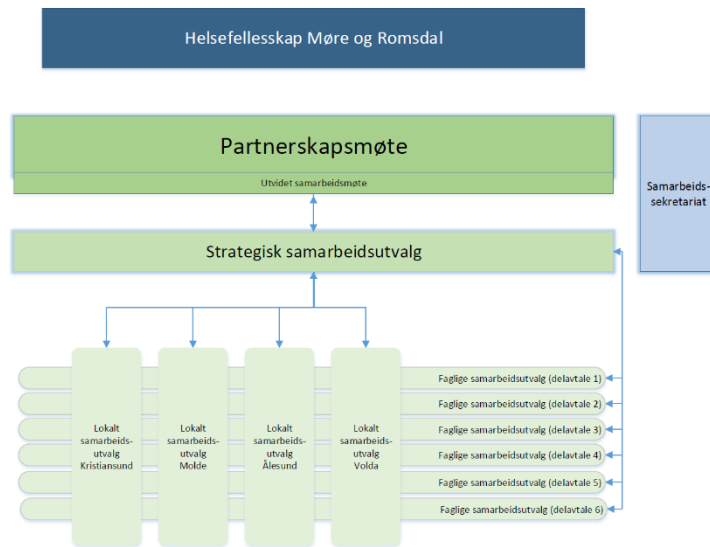 Helsefellesskap Møre og Romsdal
Partnerskapsmøte
Utvidet samarbeidsmøte
Samarbeids-
sekretariat
Strategisk samarbeidsutvalg
Lokalt
samarbeids-
utvalg
Kristiansund
Lokalt
samarbeids-
utvalg
Molde
Lokalt
samarbeids-
utvalg
Ålesund
Lokalt
samarbeids-
utvalg
Volda
Faglige samarbeidsutvalg (delavtale 1)
Faglige samarbeidsutvalg (delavtale 2)
Faglige samarbeidsutvalg (delavtale 3)
Faglige samarbeidsutvalg (delavtale 4)
Faglige samarbeidsutvalg (delavtale 5)
Faglige samarbeidsutvalg (delavtale 6)